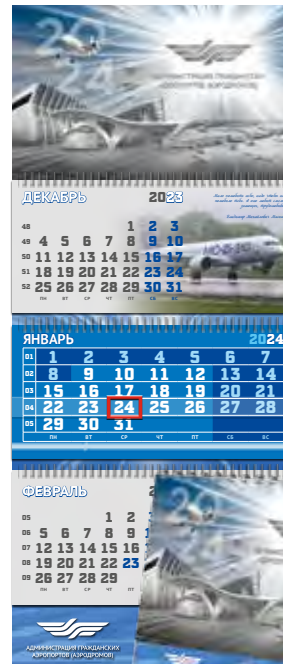 2024
АДМИНИСТРАЦИЯ ГРАЖДАНСКИХ
АЭРОПОРТОВ (АЭРОДРОМОВ)
ДЕКАБРЬ 2023
48 1 2 3
49 4 5 6 7 8 9 10
50 11 12 13 14 15 16 17
51 18 19 20 21 22 23 24
52 25 26 27 28 29 30 31
ПН ВТ СР ЧТ ПТ СБ ВС
ЯНВАРЬ 2024
01 1 2 3 4 5 6 7
02 8 9 10 11 12 13 14
03 15 16 17 18 19 20 21
04 22 23 24 25 26 27 28
05 29 30 31
ПН ВТ СР ЧТ ПТ СБ ВС
ФЕВРАЛЬ 2
05 1 2
06 5 6 7 8 9
07 12 13 14 15 16
08 19 20 21 22 23
09 26 27 28 29
ПН ВТ СР ЧТ ПТ
АДМИНИСТРАЦИЯ ГРАЖДАНСКИХ
АЭРОПОРТОВ (АЭРОДРОМОВ)